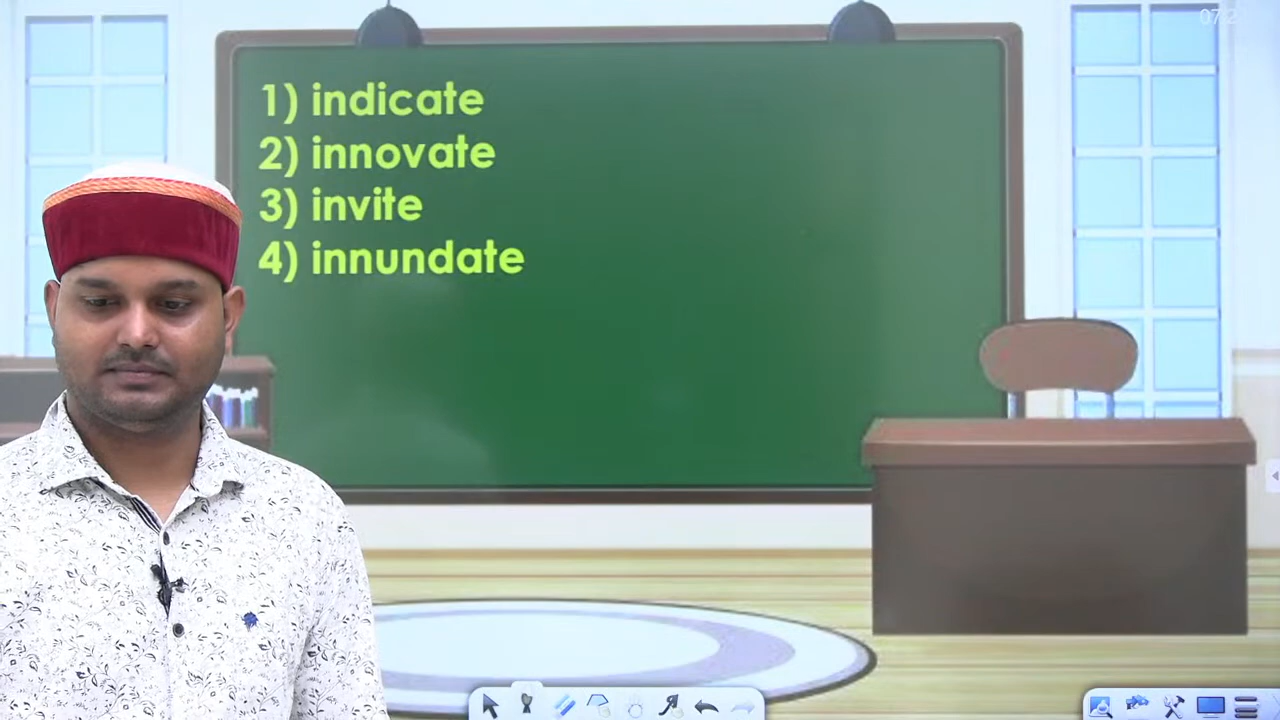 1) indicate
2) innovate
3) invite
4) innundate